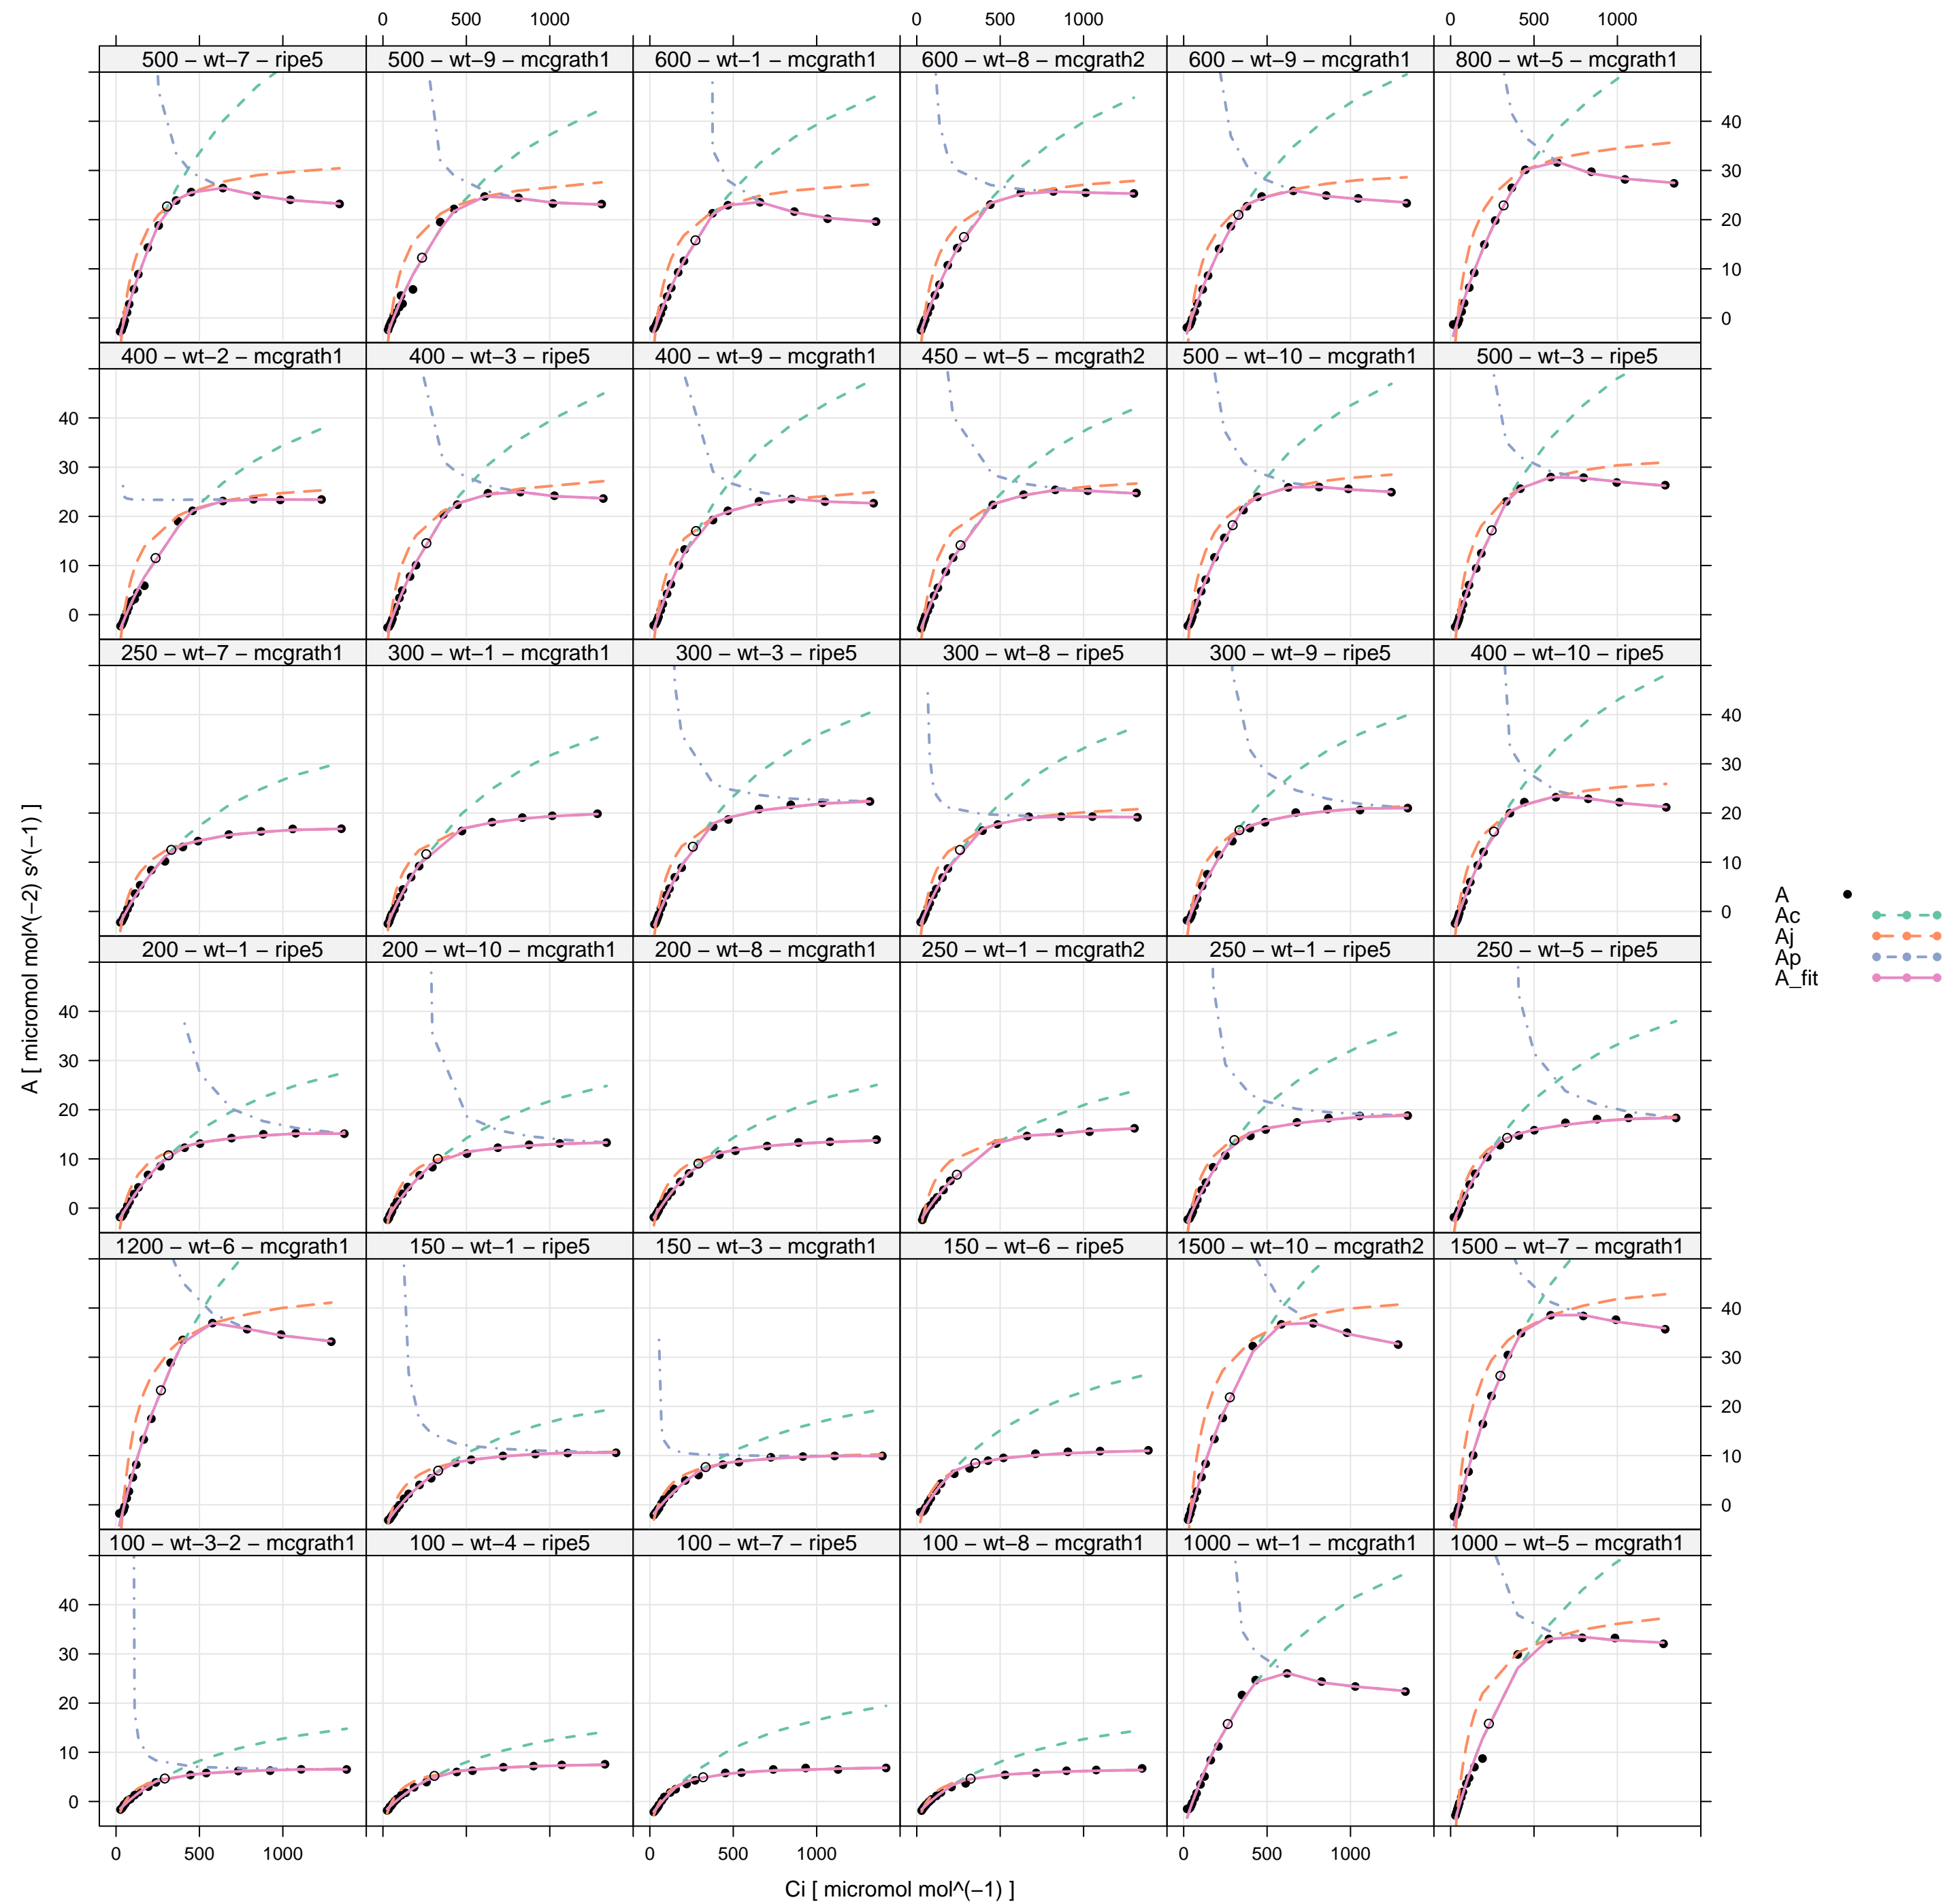 0 500 1000 0 500 1000 0 500 1000
500 − wt−7 − ripe5
500 − wt−9 − mcgrath1
600 − wt−1 − mcgrath1
600 − wt−8 − mcgrath2
600 − wt−9 − mcgrath1
800 − wt−5 − mcgrath1
40
30
20
10
0
400 − wt−2 − mcgrath1
400 − wt−3 − ripe5
400 − wt−9 − mcgrath1
450 − wt−5 − mcgrath2
500 − wt−10 − mcgrath1
500 − wt−3 − ripe5
40
30
20
10
0
250 − wt−7 − mcgrath1
300 − wt−1 − mcgrath1
300 − wt−3 − ripe5
300 − wt−8 − ripe5
300 − wt−9 − ripe5
400 − wt−10 − ripe5
40
30
20
10
0
200 − wt−1 − ripe5
200 − wt−10 − mcgrath1
200 − wt−8 − mcgrath1
250 − wt−1 − mcgrath2
250 − wt−1 − ripe5
250 − wt−5 − ripe5
40
30
20
10
0
1200 − wt−6 − mcgrath1
150 − wt−1 − ripe5
150 − wt−3 − mcgrath1
150 − wt−6 − ripe5
1500 − wt−10 − mcgrath2
1500 − wt−7 − mcgrath1
40
30
20
10
0
100 − wt−3−2 − mcgrath1
100 − wt−4 − ripe5
100 − wt−7 − ripe5
100 − wt−8 − mcgrath1
1000 − wt−1 − mcgrath1
1000 − wt−5 − mcgrath1
40
30
20
10
0
0 500 1000 0 500 1000 0 500 1000
Ci [ micromol mol^(−1) ]
A [ micromol mol^(−2) s^(−1) ]
A
Ac
Aj
Ap
A_fit